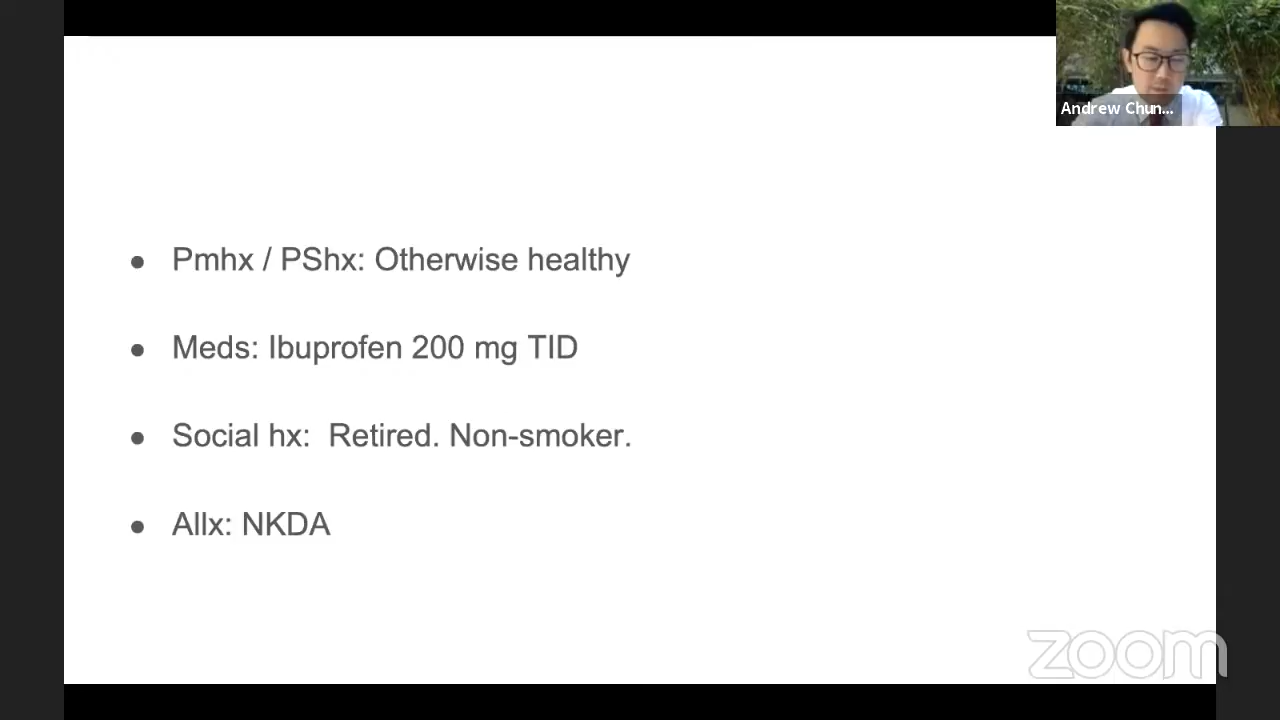 Andrew Chun...
● Pmhx / PShx: Otherwise healthy
● Meds: Ibuprofen 200 mg TID
● Social hx:  Retired. Non-smoker.
● Allx: NKDA
zoom